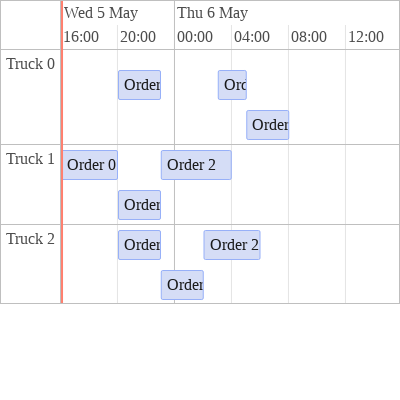 Wed 5 May Thu 6 May
16:00 20:00 00:00 04:00 08:00 12:00
Truck 0
Order Ord
Order
Truck 1
Order 0 Order 2
Order
Truck 2
Order Order 2
Order